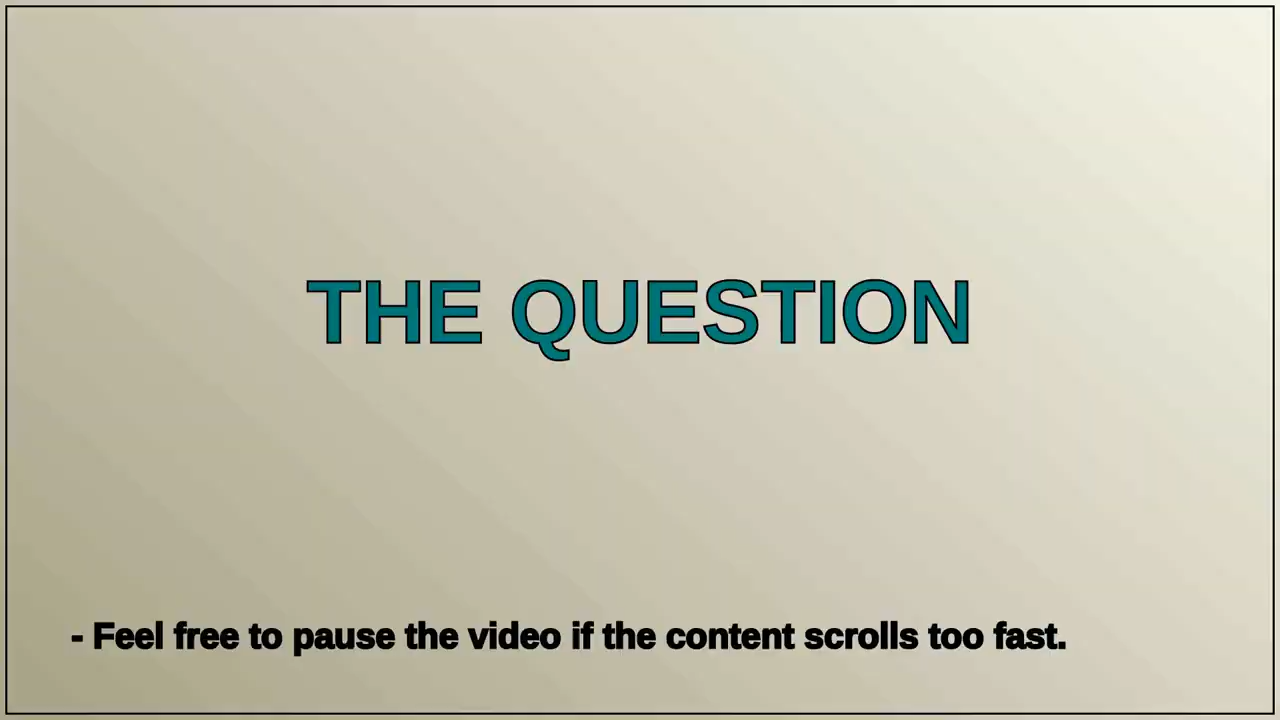 THE QUESTION
- Feel free to pause the video if the content scrolls too fast.